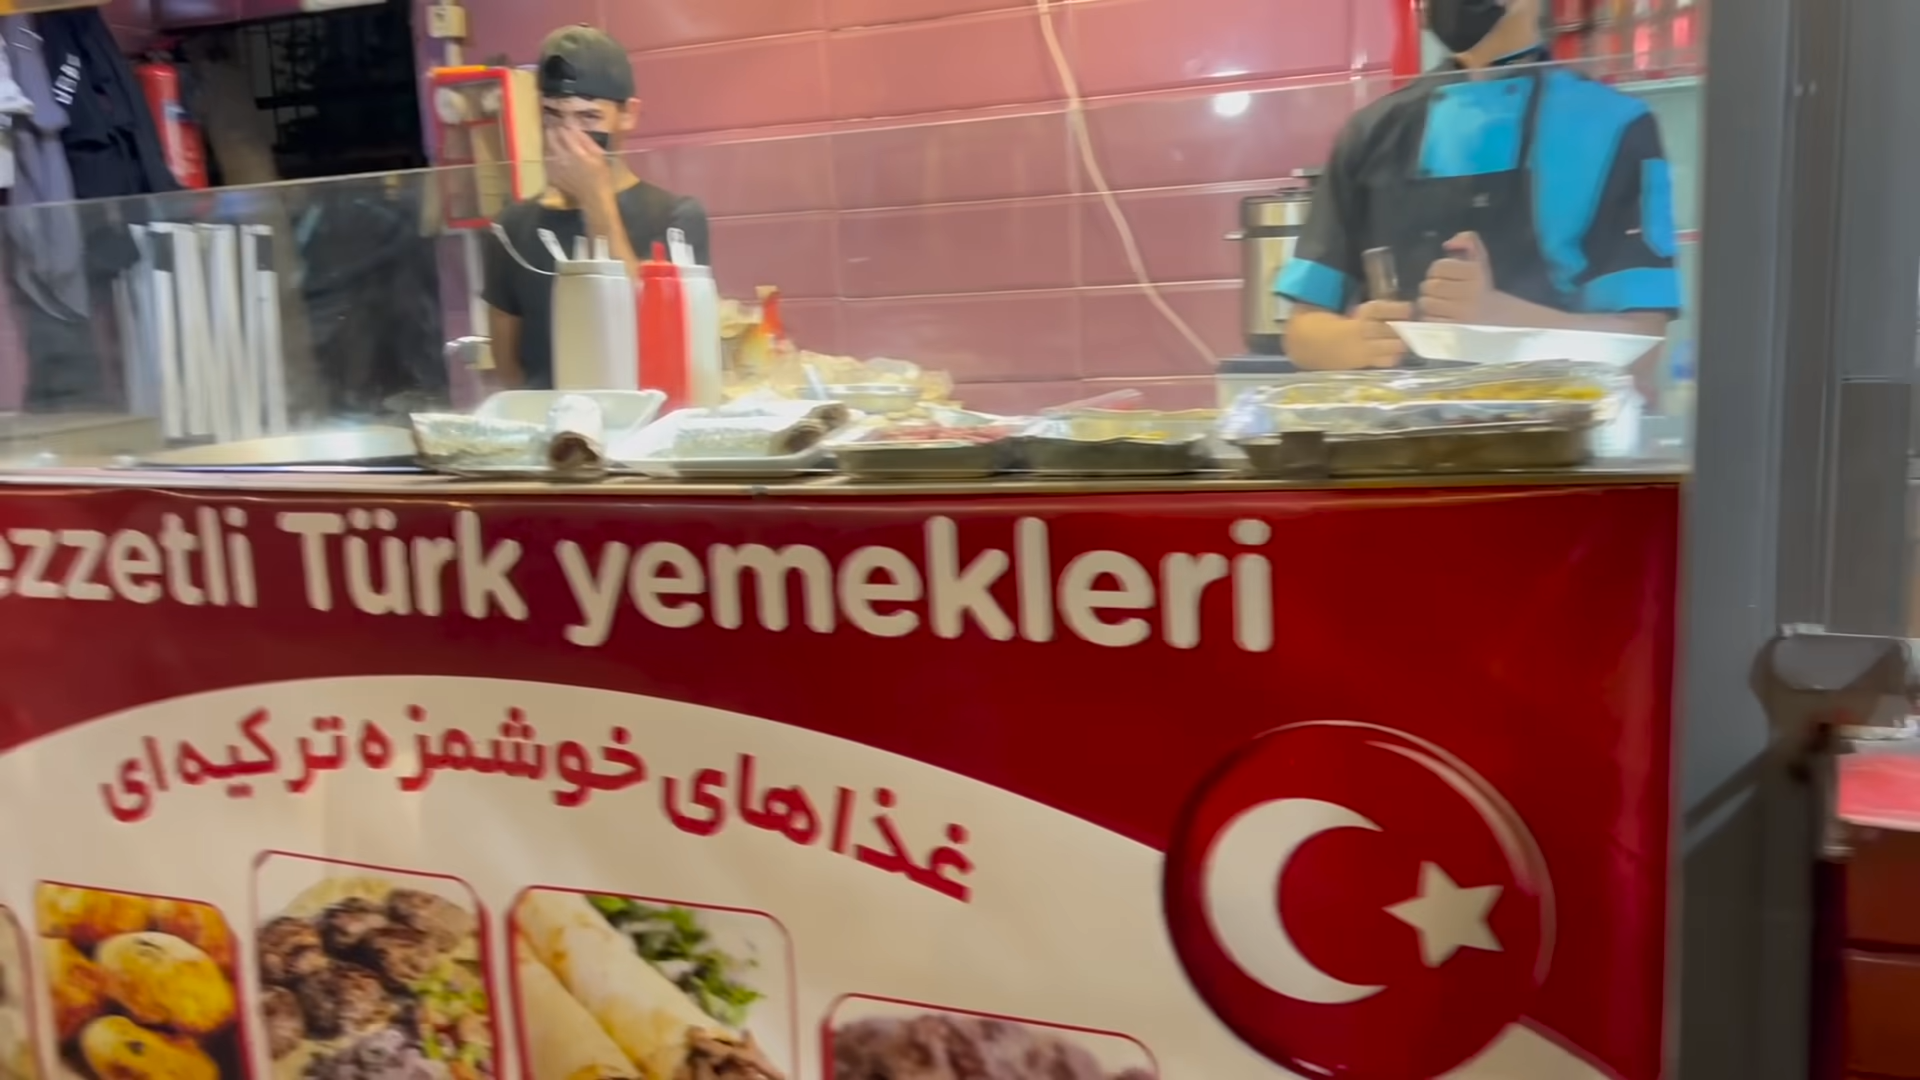 ezzetli Türk yemekleri
غذاهای خوشمزه ترکیه ای